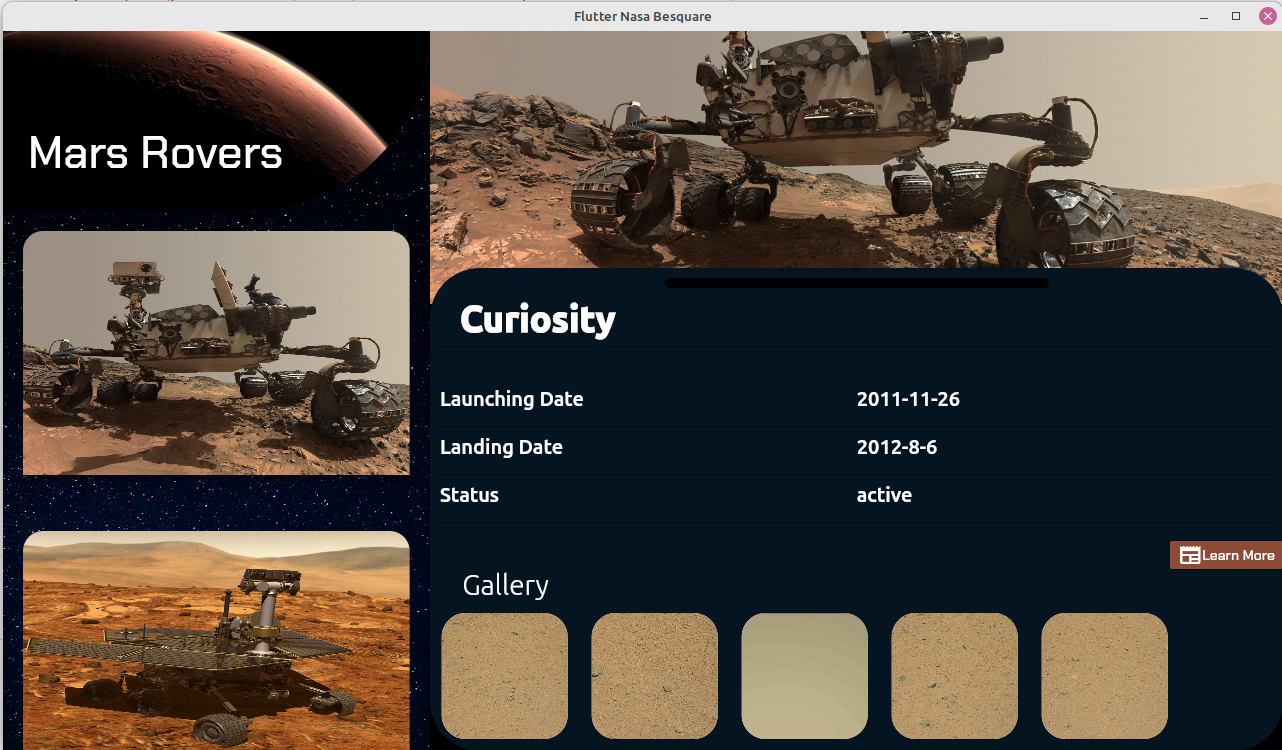 Flutter Nasa Besquare
Mars Rovers
Curiosity
Launching Date 2011-11-26
Landing Date 2012-8-6
Status active
Learn More
Gallery